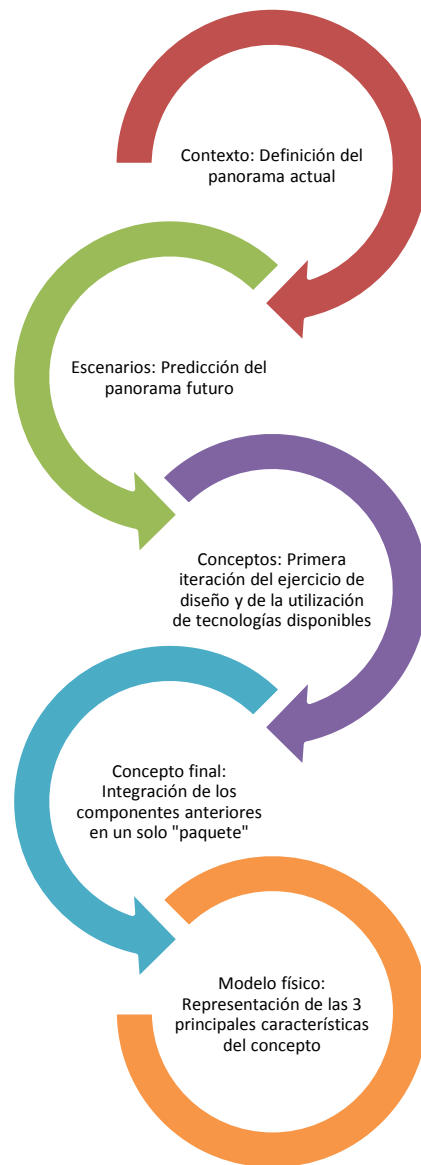 Contexto: Definición del
panorama actual
Escenarios: Predicción del
panorama futuro
Conceptos: Primera
iteración del ejercicio de
diseño y de la utilización
de tecnologías disponibles
Concepto final:
Integración de los
componentes anteriores
en un solo "paquete"
Modelo físico:
Representación de las 3
principales características
del concepto